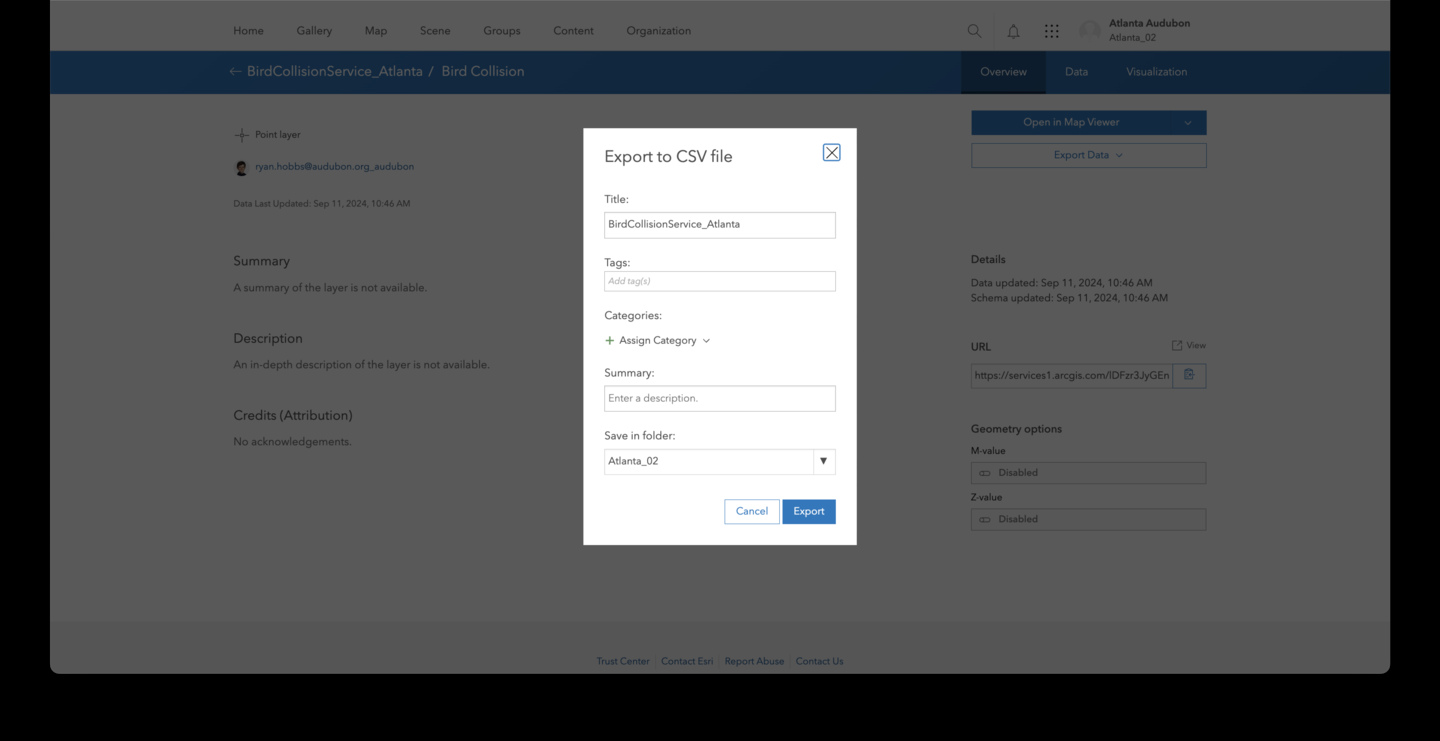 Home Gallery Map Scene Groups Content Organization
Atlanta Audubon
Atlanta_02
BirdCollisionService_Atlanta / Bird Collision
Overview Data Visualization
Point layer
ryan.hobbs@audubon.org_audubon
Data Last Updated: Sep 11, 2024, 10:46 AM
Summary
A summary of the layer is not available.
Description
An in-depth description of the layer is not available.
Credits (Attribution)
No acknowledgements.
Export to CSV file
Title:
BirdCollisionService_Atlanta
Tags:
Add tag(s)
Categories:
+ Assign Category
Summary:
Enter a description.
Save in folder:
Atlanta_02
Cancel Export
Open in Map Viewer
Export Data
Details
Data updated: Sep 11, 2024, 10:46 AM
Schema updated: Sep 11, 2024, 10:46 AM
URL View
https://services1.arcgis.com/lDFzr3JyGEn
Geometry options
M-value
Disabled
Z-value
Disabled
Trust Center Contact Esri Report Abuse Contact Us